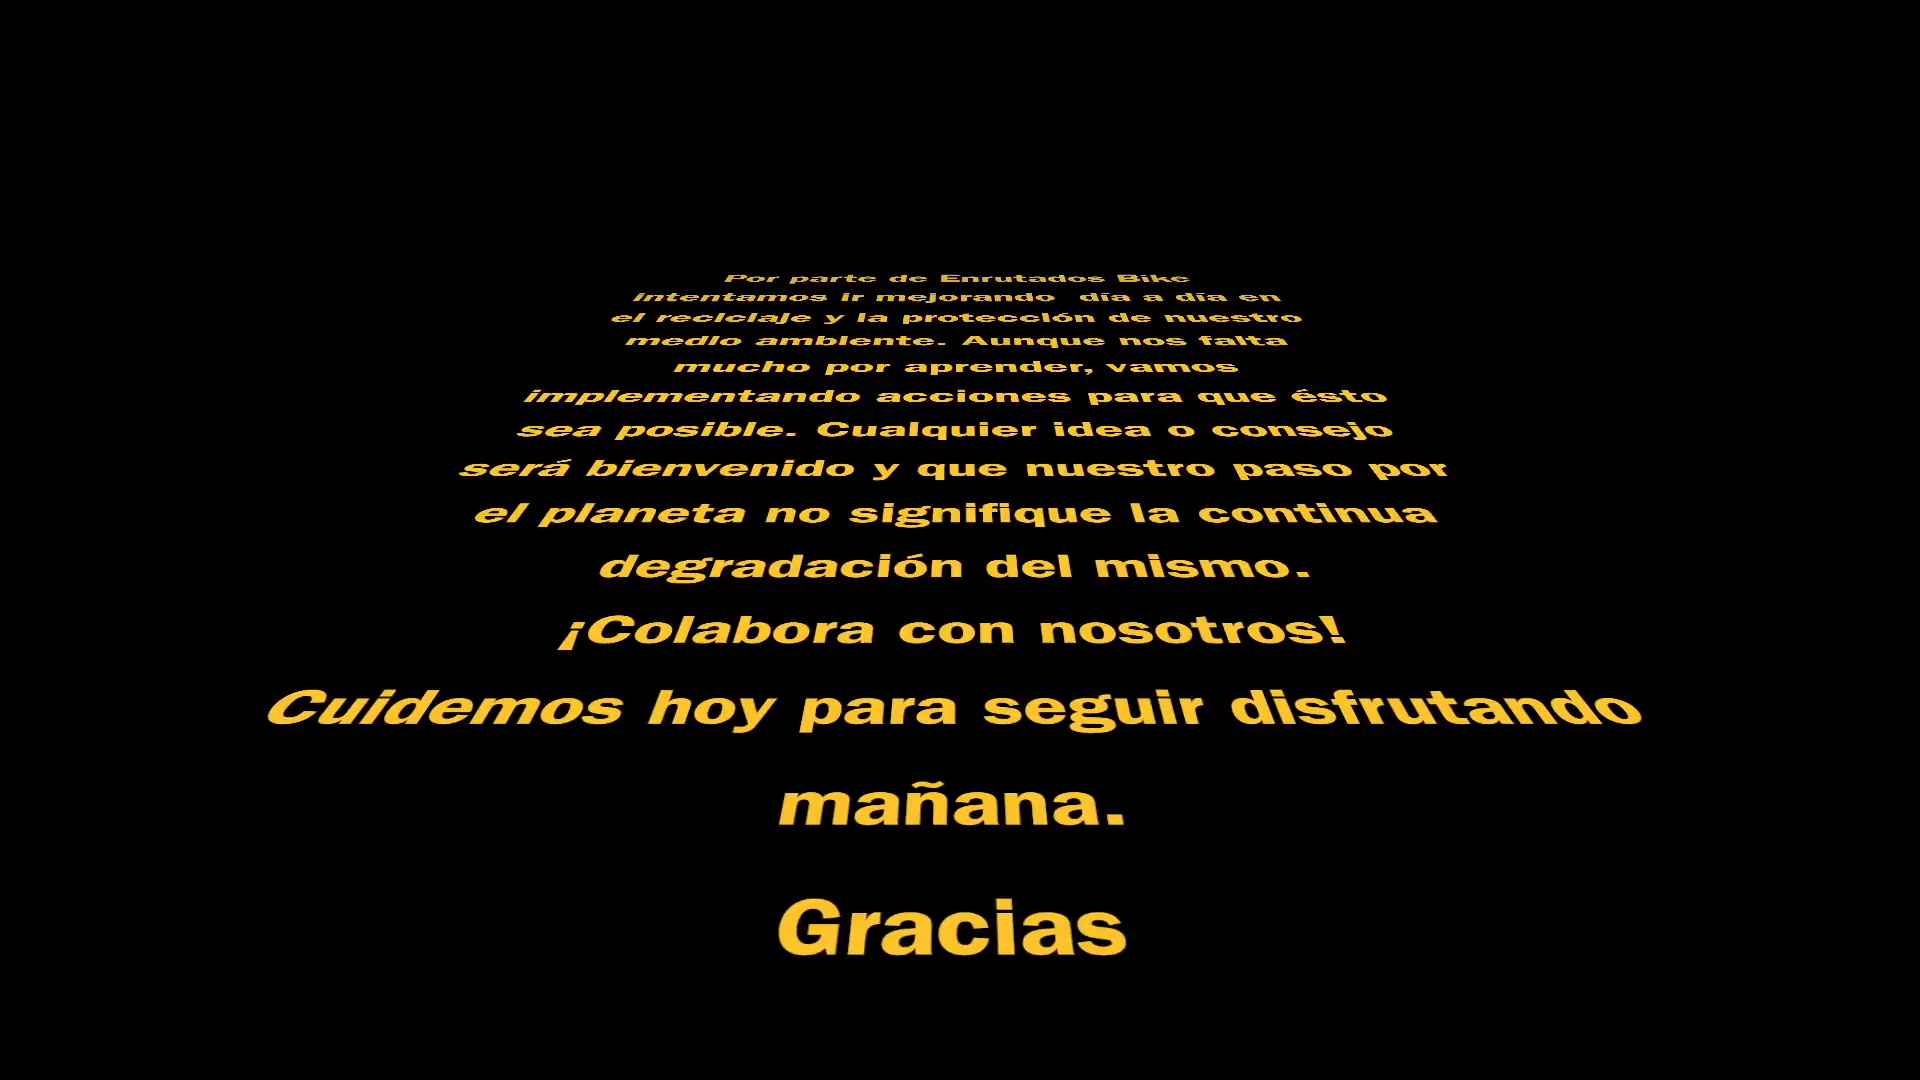 Por parte de Enrutados Bike
intentamos ir mejorando  día a día en
el reciclaje y la protección de nuestro
medio ambiente. Aunque nos falta
mucho por aprender, vamos
implementando acciones para que ésto
sea posible. Cualquier idea o consejo
será bienvenido y que nuestro paso por
el planeta no signifique la continua
degradación del mismo.
¡Colabora con nosotros!
Cuidemos hoy para seguir disfrutando
mañana.
Gracias